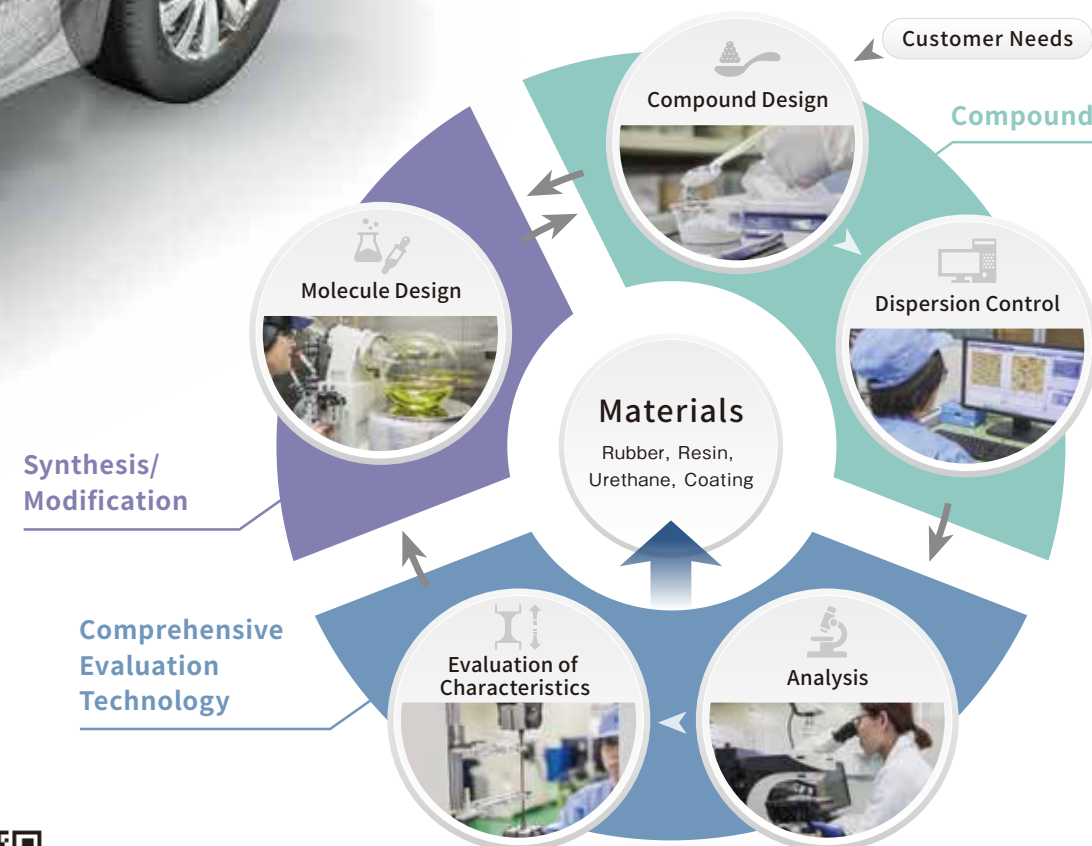 Customer Needs
Compound Design
Compound
Molecule Design
Dispersion Control
Materials
Rubber, Resin,
Urethane, Coating
Synthesis/
Modification
Comprehensive
Evaluation
Technology
Evaluation of
Characteristics
Analysis